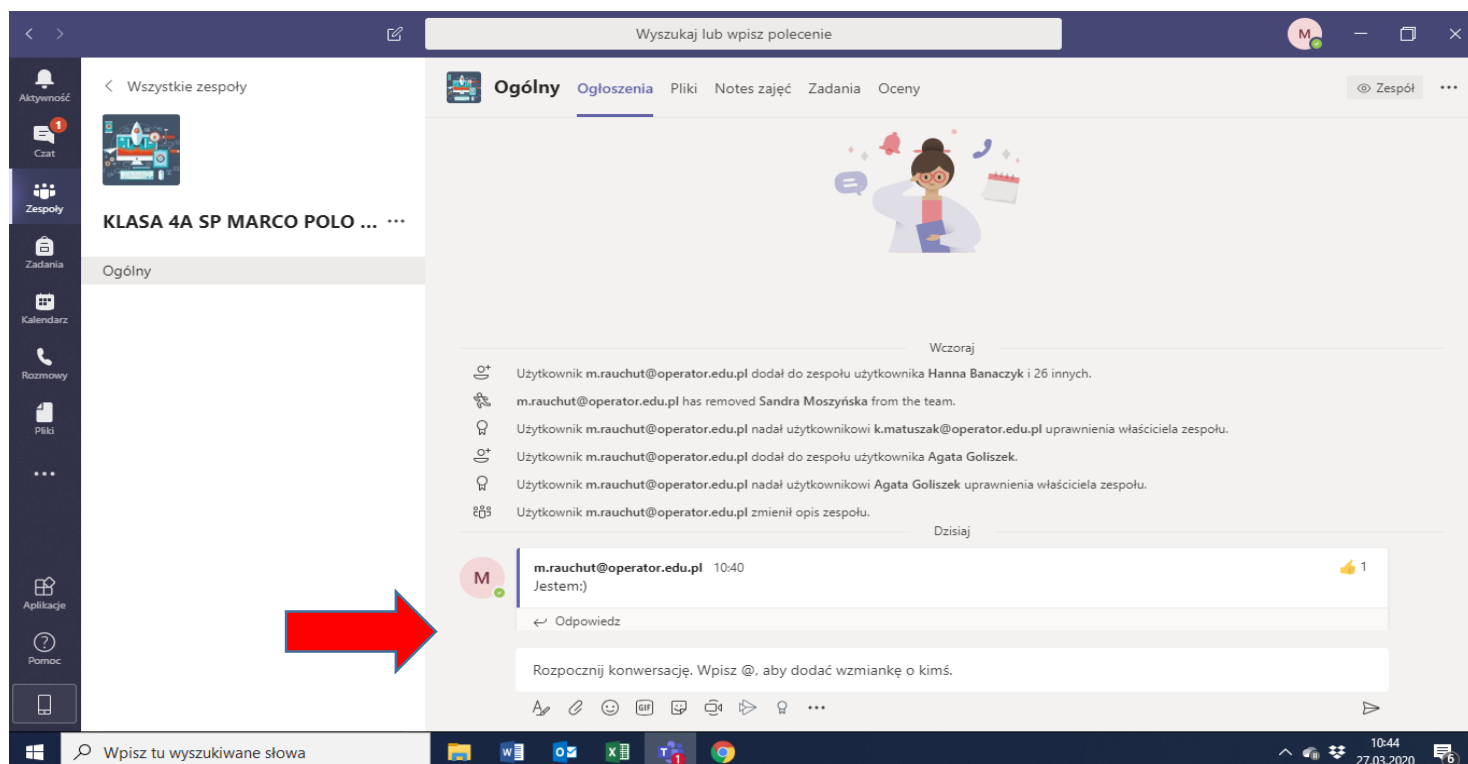 Wyszukaj lub wpisz polecenie
M
Aktywność
1
Czat
Zespoły
Zadania
Kalendarz
Rozmowy
Pliki
Aplikacje
Pomoc
Wszystkie zespoły
KLASA 4A SP MARCO POLO ... ...
Ogólny
Ogólny Ogłoszenia Pliki Notes zajęć Zadania Oceny
Zespół
Wczoraj
Użytkownik m.rauchut@operator.edu.pl dodał do zespołu użytkownika Hanna Banaczyk i 26 innych.
m.rauchut@operator.edu.pl has removed Sandra Moszyńska from the team.
Użytkownik m.rauchut@operator.edu.pl nadał użytkownikowi k.matuszak@operator.edu.pl uprawnienia właściciela zespołu.
Użytkownik m.rauchut@operator.edu.pl dodał do zespołu użytkownika Agata Goliszek.
Użytkownik m.rauchut@operator.edu.pl nadał użytkownikowi Agata Goliszek uprawnienia właściciela zespołu.
Użytkownik m.rauchut@operator.edu.pl zmienił opis zespołu.
Dzisiaj
M
m.rauchut@operator.edu.pl 10:40
1
Jestem:)
Odpowiedz
Rozpocznij konwersację. Wpisz @, aby dodać wzmiankę o kimś.
GIF
Wpisz tu wyszukiwane słowa
10:44
27.03.2020
6